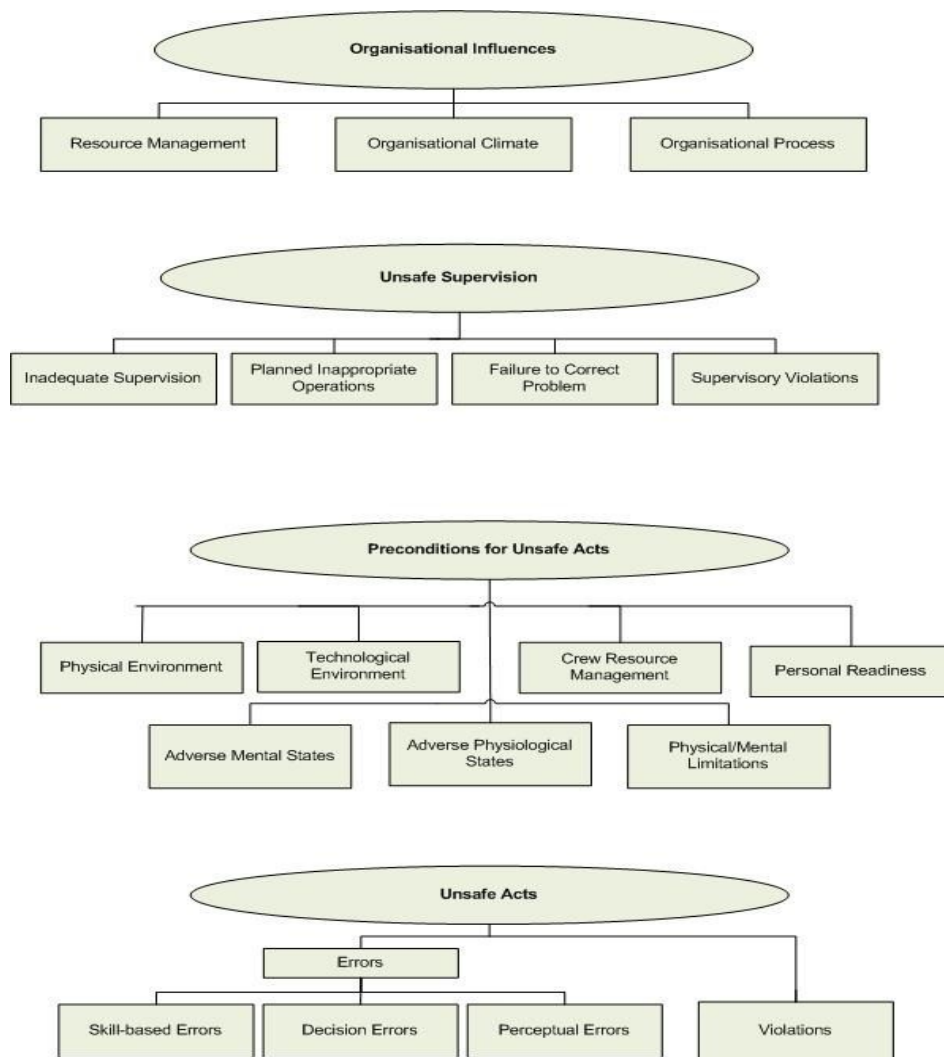 Organisational Influences
Resource Management
Organisational Climate
Organisational Process
Unsafe Supervision
Inadequate Supervision
Planned Inappropriate
Operations
Failure to Correct
Problem
Supervisory Violations
Preconditions for Unsafe Acts
Physical Environment
Technological
Environment
Crew Resource
Management
Personal Readiness
Adverse Mental States
Adverse Physiological
States
Physical/Mental
Limitations
Unsafe Acts
Errors
Skill-based Errors
Decision Errors
Perceptual Errors
Violations